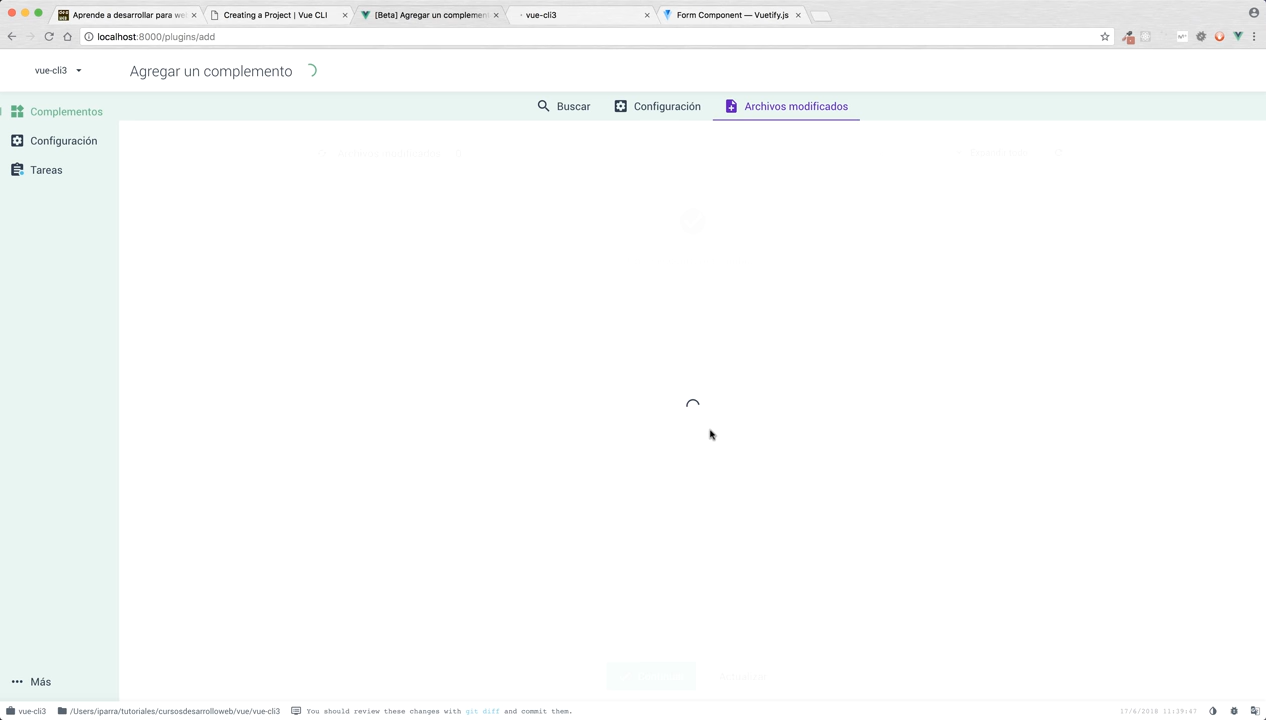 Aprende a desarrollar para we
Creating a Project | Vue CLI
[Beta] Agregar un complement
vue-cli3
Form Component — Vuetify.js
localhost:8000/plugins/add
vue-cli3
Agregar un complemento
Buscar
Configuración
Archivos modificados
Complementos
Configuración
Tareas
Más
vue-cli3
/Users/iparra/tutoriales/cursosdesarrolloweb/vue/vue-cli3
You should review these changes with git diff and commit them.
17/6/2018 11:39:47